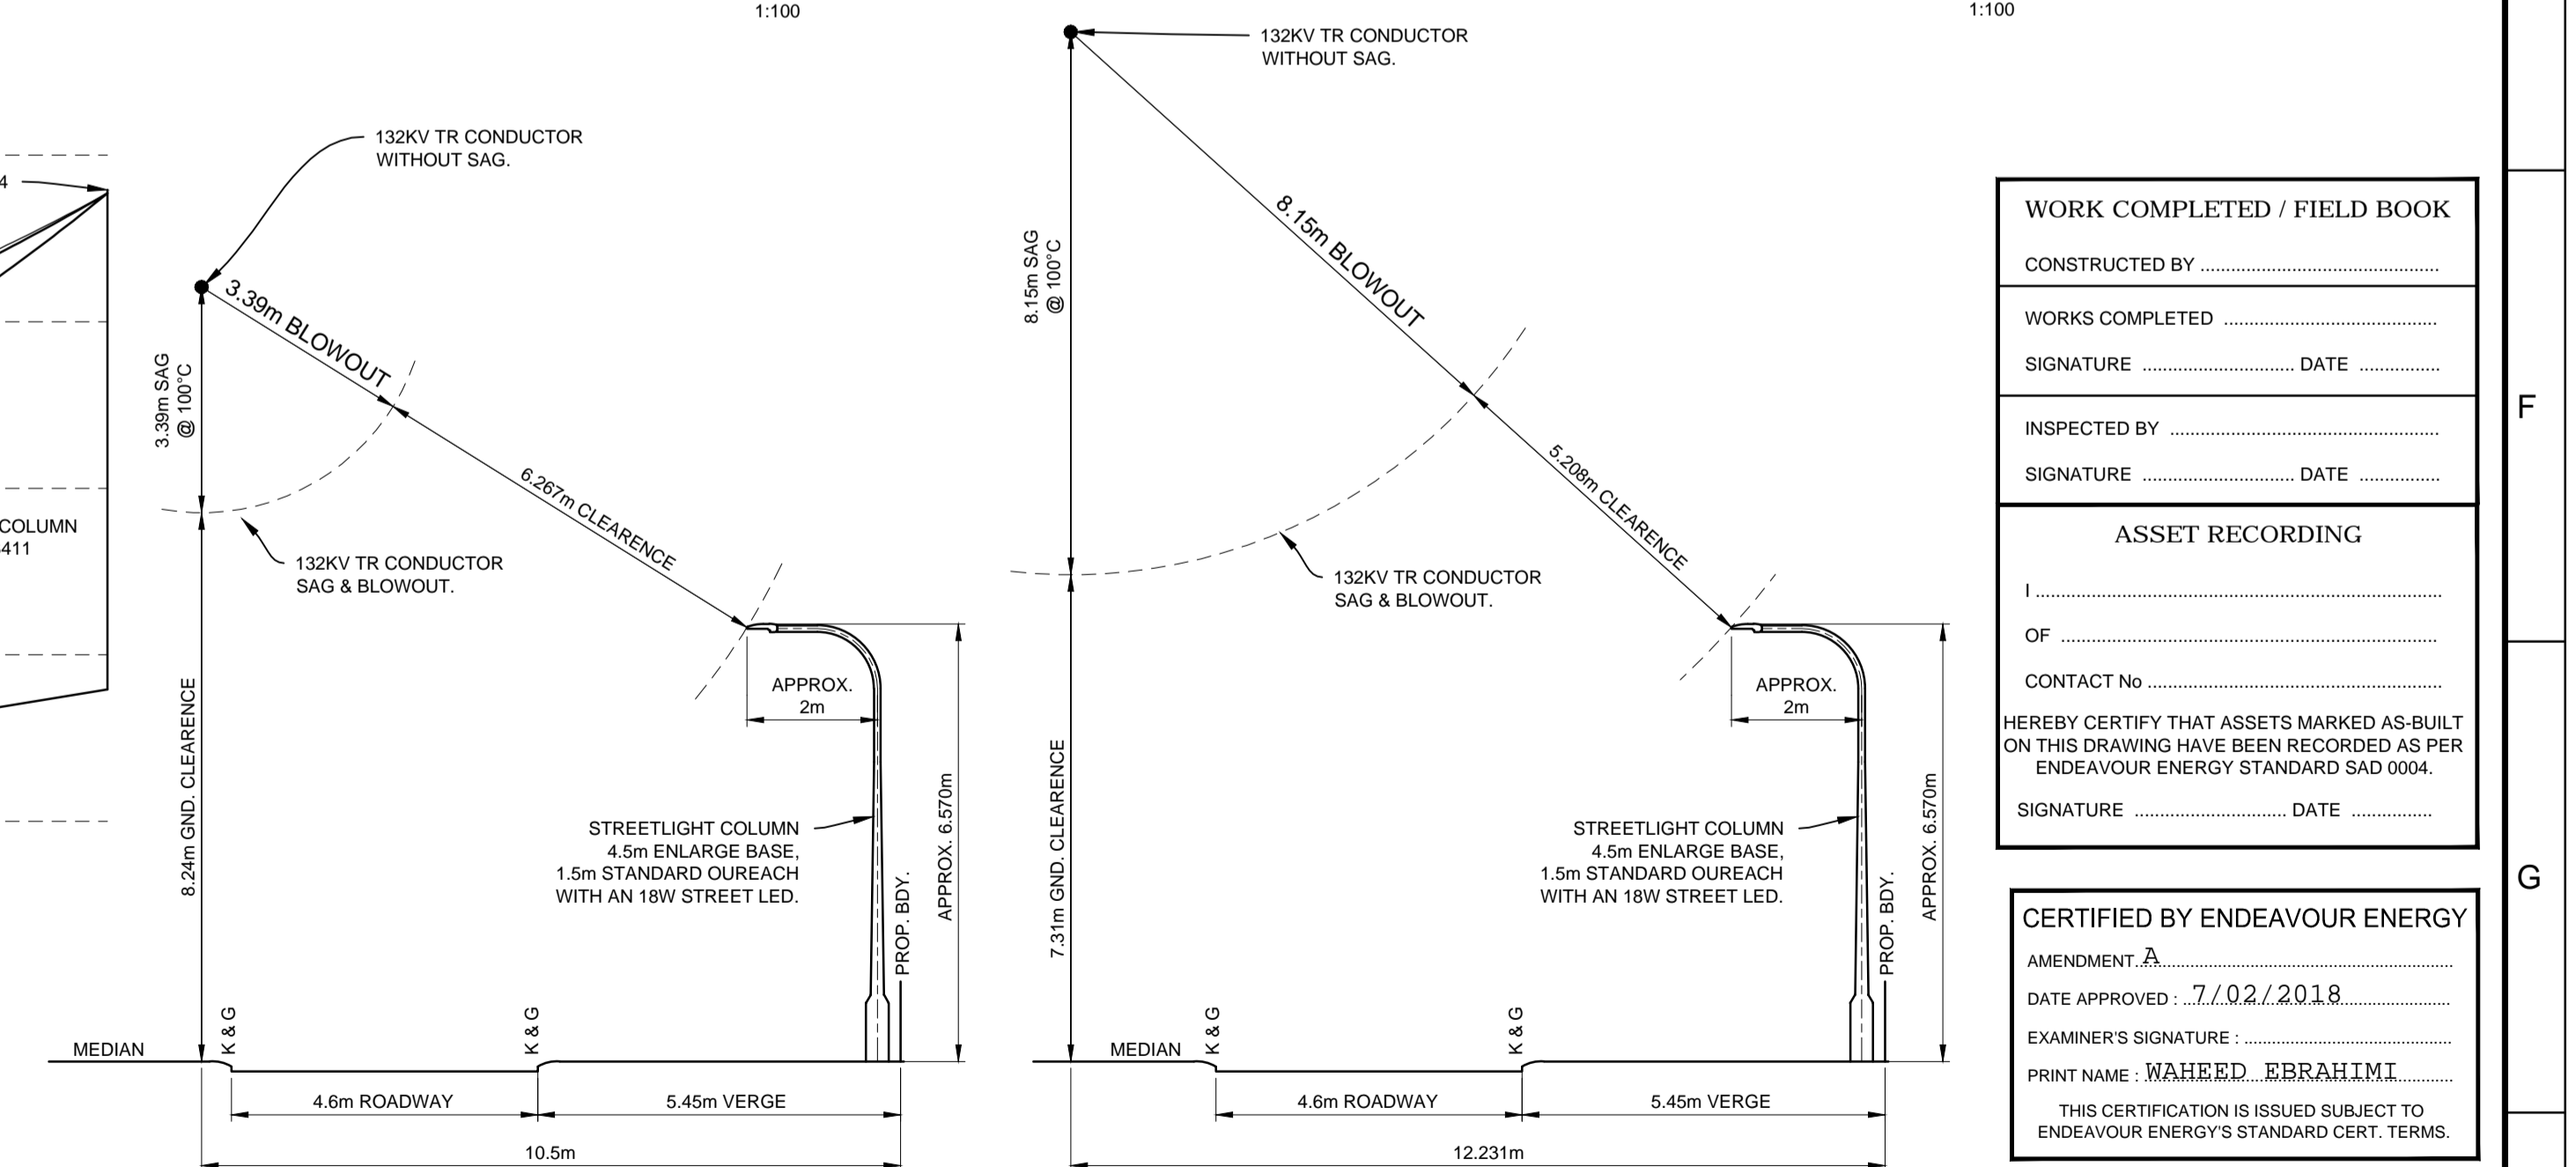 1:100
1:100
4
COLUMN
411
132KV TR CONDUCTOR
WITHOUT SAG.
3.39m BLOWOUT
3.39m SAG
@ 100°C
6.267m CLEARENCE
132KV TR CONDUCTOR
SAG & BLOWOUT.
8.24m GND. CLEARENCE
APPROX.
2m
STREETLIGHT COLUMN
4.5m ENLARGE BASE,
1.5m STANDARD OUREACH
WITH AN 18W STREET LED.
APPROX. 6.570m
PROP. BDY.
MEDIAN
K & G
K & G
4.6m ROADWAY
5.45m VERGE
10.5m
132KV TR CONDUCTOR
WITHOUT SAG.
8.15m BLOWOUT
8.15m SAG
@ 100°C
5.208m CLEARENCE
132KV TR CONDUCTOR
SAG & BLOWOUT.
7.31m GND. CLEARENCE
APPROX.
2m
STREETLIGHT COLUMN
4.5m ENLARGE BASE,
1.5m STANDARD OUREACH
WITH AN 18W STREET LED.
APPROX. 6.570m
PROP. BDY.
MEDIAN
K & G
K & G
4.6m ROADWAY
5.45m VERGE
12.231m
WORK COMPLETED / FIELD BOOK
CONSTRUCTED BY
WORKS COMPLETED
SIGNATURE DATE
INSPECTED BY
SIGNATURE DATE
ASSET RECORDING
I
OF
CONTACT No
HEREBY CERTIFY THAT ASSETS MARKED AS-BUILT
ON THIS DRAWING HAVE BEEN RECORDED AS PER
ENDEAVOUR ENERGY STANDARD SAD 0004.
SIGNATURE DATE
CERTIFIED BY ENDEAVOUR ENERGY
AMENDMENT A
DATE APPROVED : 7/02/2018
EXAMINER'S SIGNATURE :
PRINT NAME : WAHEED EBRAHIMI
THIS CERTIFICATION IS ISSUED SUBJECT TO
ENDEAVOUR ENERGY'S STANDARD CERT. TERMS.
F
G